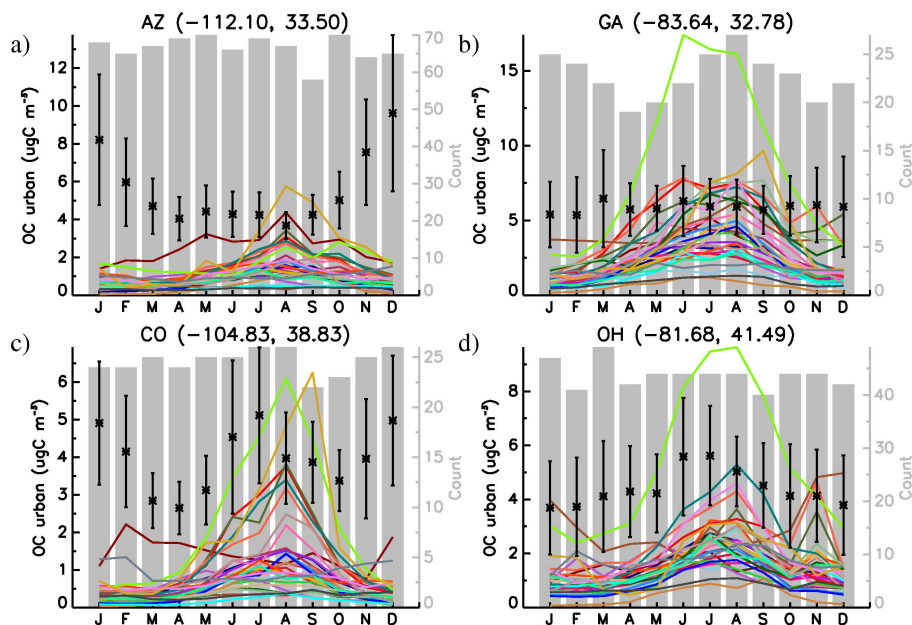 a)
AZ (−112.10, 33.50)
OC urban (ugC m⁻³)
12
10
8
6
4
2
0
J F M A M J J A S O N D
70
60
50
40
30
20
10
0
Count
b)
GA (−83.64, 32.78)
OC urban (ugC m⁻³)
15
10
5
0
J F M A M J J A S O N D
25
20
15
10
5
0
Count
c)
CO (−104.83, 38.83)
OC urban (ugC m⁻³)
6
5
4
3
2
1
0
J F M A M J J A S O N D
25
20
15
10
5
0
Count
d)
OH (−81.68, 41.49)
OC urban (ugC m⁻³)
8
6
4
2
0
J F M A M J J A S O N D
40
30
20
10
0
Count